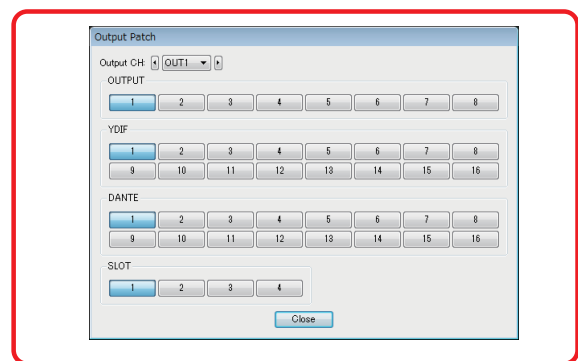 Output Patch
Output CH: OUT1
OUTPUT
1 2 3 4 5 6 7 8
YDIF
1 2 3 4 5 6 7 8
9 10 11 12 13 14 15 16
DANTE
1 2 3 4 5 6 7 8
9 10 11 12 13 14 15 16
SLOT
1 2 3 4
Close